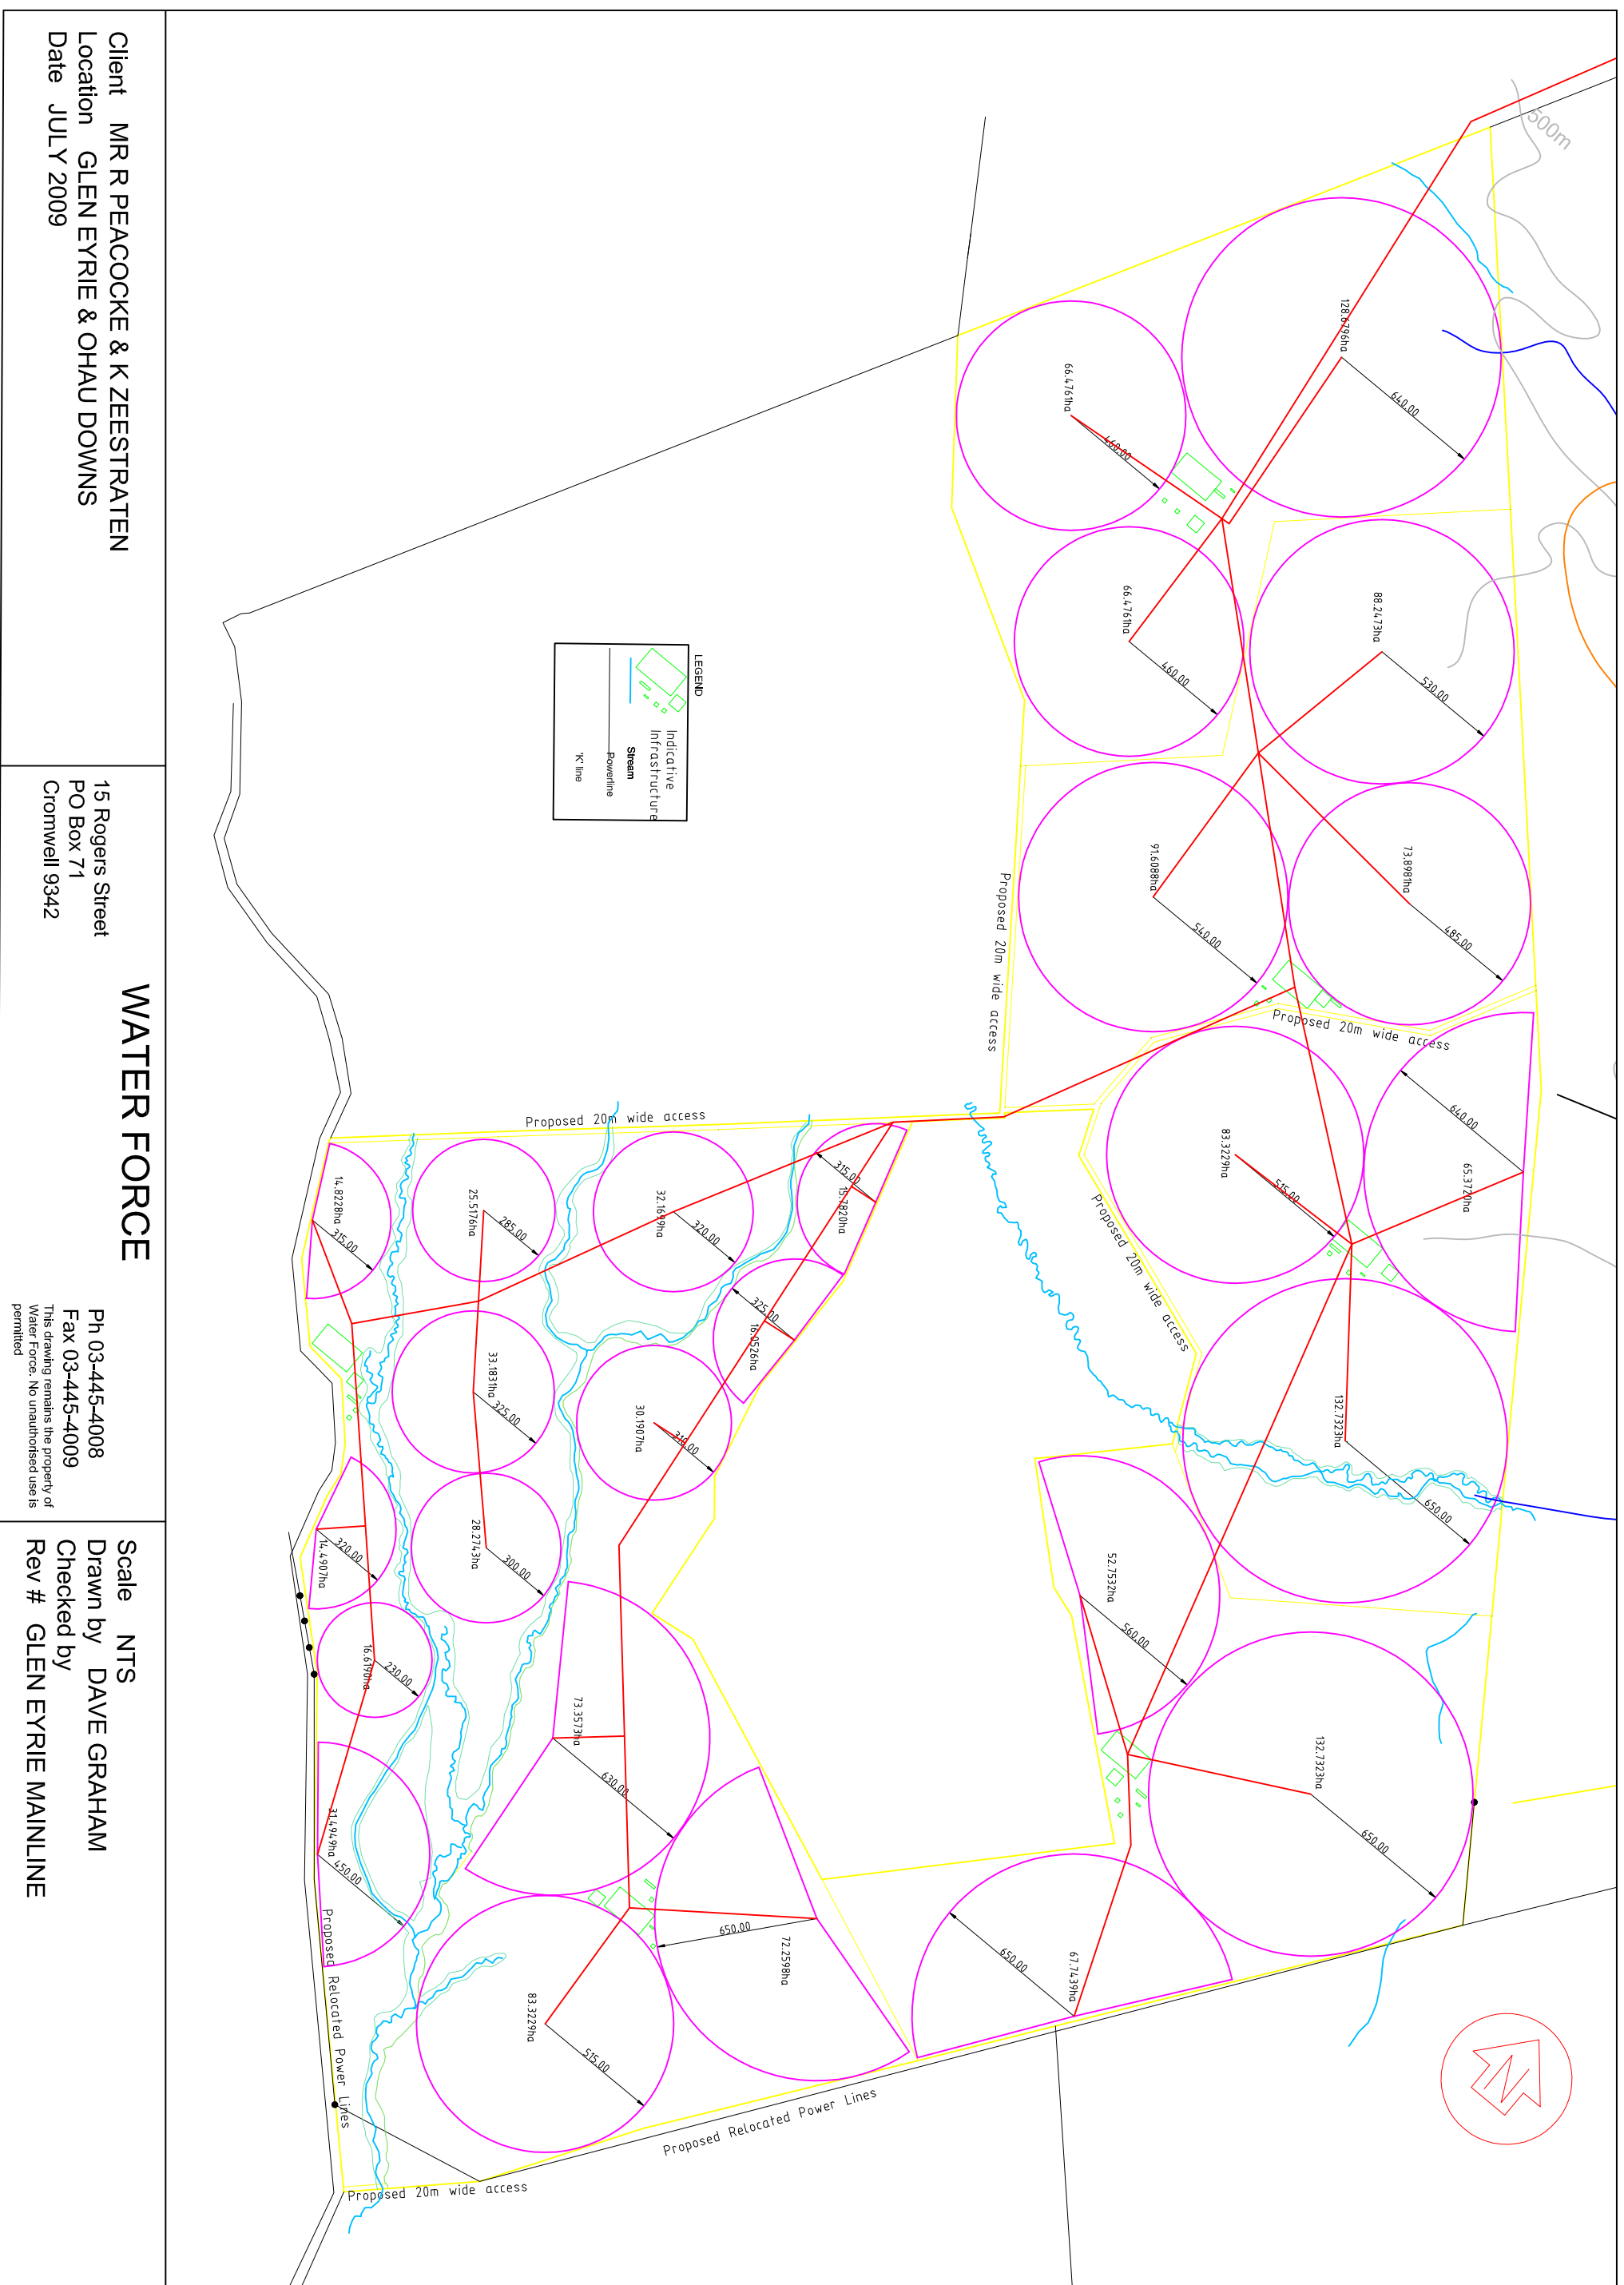 500m
128.6796ha
640.00
66.4761ha
460.00
88.2473ha
530.00
66.4761ha
460.00
73.8981ha
485.00
91.6088ha
540.00
Proposed 20m wide access
Proposed 20m wide access
640.00
65.3720ha
83.3229ha
515.00
Proposed 20m wide access
Proposed 20m wide access
132.7323ha
650.00
52.7532ha
560.00
132.7323ha
650.00
67.7439ha
650.00
315.00
15.7820ha
32.1699ha
320.00
25.5176ha
285.00
14.8228ha
315.00
325.00
16.0526ha
33.1831ha
325.00
30.1907ha
310.00
28.2743ha
300.00
14.4907ha
320.00
16.6190ha
230.00
73.3573ha
630.00
31.4949ha
450.00
72.2598ha
650.00
83.3229ha
515.00
Proposed Relocated Power Lines
Proposed Relocated Power Lines
Proposed 20m wide access
N
LEGEND
Indicative
Infrastructure
Stream
Powerline
'K' line
Client MR R PEACOCKE & K ZEESTRATEN
Location GLEN EYRIE & OHAU DOWNS
Date JULY 2009
WATER FORCE
15 Rogers Street
PO Box 71
Cromwell 9342
Ph 03-445-4008
Fax 03-445-4009
This drawing remains the property of
Water Force. No unauthorised use is
permitted
Scale NTS
Drawn by DAVE GRAHAM
Checked by
Rev # GLEN EYRIE MAINLINE